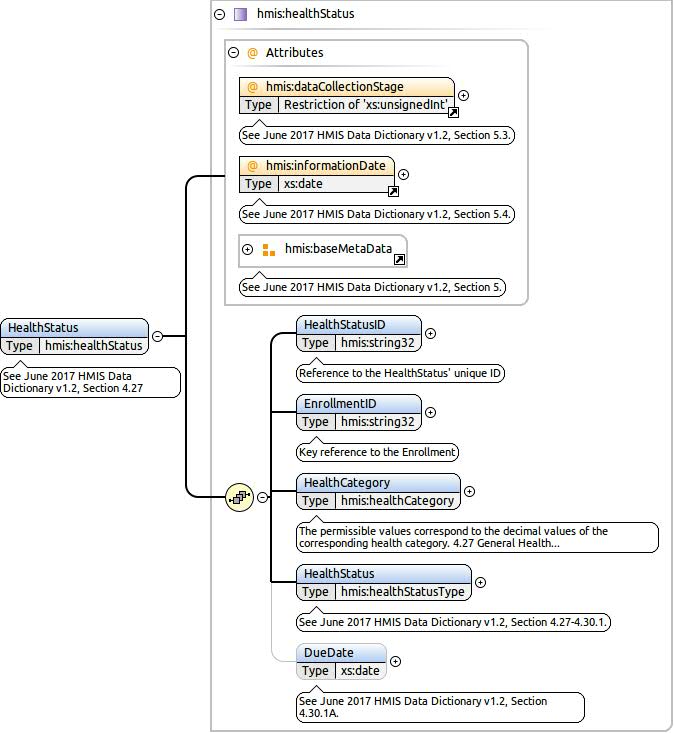 hmis:healthStatus
@ Attributes
@ hmis:dataCollectionStage
Type Restriction of 'xs:unsignedInt'
See June 2017 HMIS Data Dictionary v1.2, Section 5.3.
@ hmis:informationDate
Type xs:date
See June 2017 HMIS Data Dictionary v1.2, Section 5.4.
hmis:baseMetaData
See June 2017 HMIS Data Dictionary v1.2, Section 5.
HealthStatus
Type hmis:healthStatus
See June 2017 HMIS Data
Dictionary v1.2, Section 4.27
HealthStatusID
Type hmis:string32
Reference to the HealthStatus' unique ID
EnrollmentID
Type hmis:string32
Key reference to the Enrollment
HealthCategory
Type hmis:healthCategory
The permissible values correspond to the decimal values of the
corresponding health category. 4.27 General Health...
HealthStatus
Type hmis:healthStatusType
See June 2017 HMIS Data Dictionary v1.2, Section 4.27-4.30.1.
DueDate
Type xs:date
See June 2017 HMIS Data Dictionary v1.2, Section
4.30.1A.